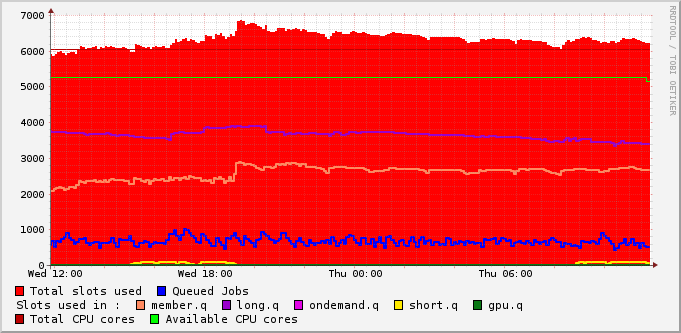 7000
6000
5000
4000
3000
2000
1000
0
Wed 12:00 Wed 18:00 Thu 00:00 Thu 06:00
Total slots used Queued Jobs
Slots used in : member.q long.q ondemand.q short.q gpu.q
Total CPU cores Available CPU cores
RRDTOOL / TOBI OETIKER